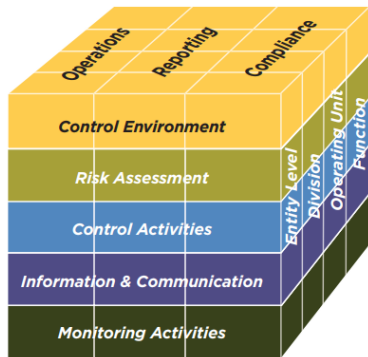 Operations
Reporting
Compliance
Control Environment
Risk Assessment
Control Activities
Information & Communication
Monitoring Activities
Entity Level
Division
Operating Unit
Function